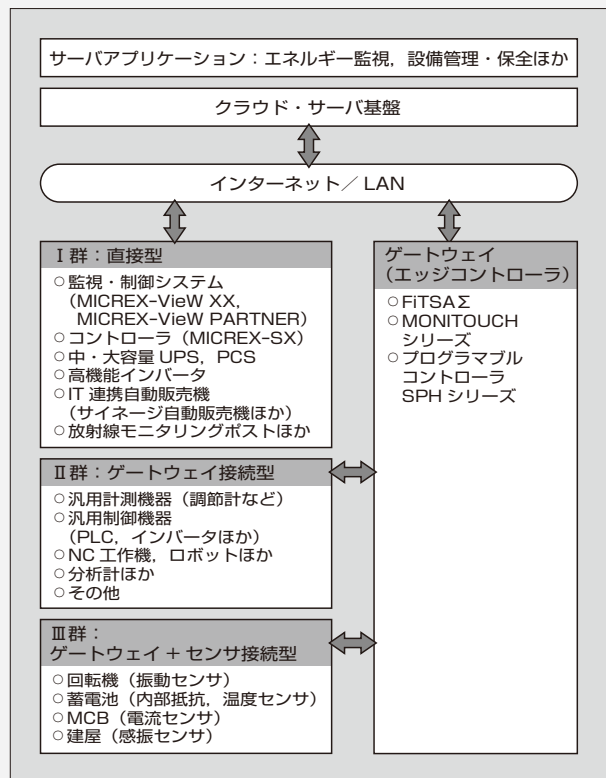 サーバアプリケーション：エネルギー監視，設備管理・保全ほか
クラウド・サーバ基盤
インターネット／LAN
Ⅰ群：直接型
○監視・制御システム
（MICREX-VieW XX，
MICREX-VieW PARTNER）
○コントローラ（MICREX-SX）
○中・大容量 UPS，PCS
○高機能インバータ
○IT 連携自動販売機
（サイネージ自動販売機ほか）
○放射線モニタリングポストほか
Ⅱ群：ゲートウェイ接続型
○汎用計測機器（調節計など）
○汎用制御機器
（PLC，インバータほか）
○NC 工作機，ロボットほか
○分析計ほか
○その他
Ⅲ群：
ゲートウェイ + センサ接続型
○回転機（振動センサ）
○蓄電池（内部抵抗，温度センサ）
○MCB（電流センサ）
○建屋（感振センサ）
ゲートウェイ
（エッジコントローラ）
○FiTSAΣ
○MONITOUCH
シリーズ
○プログラマブル
コントローラ
SPH シリーズ